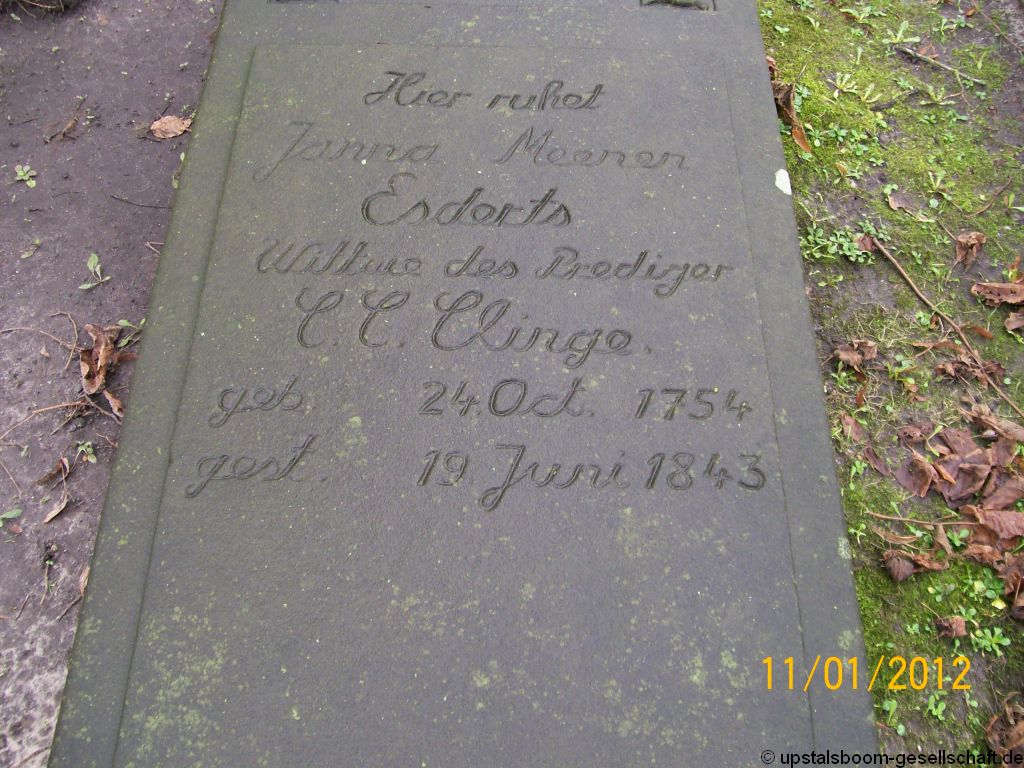 Hier ruhet
Janna Meenen
Esderts
Wittwe des Prediger
C. C. Clinge.
geb. 24. Oct. 1754
gest. 19 Juni 1843
11/01/2012
© upstalsboom-gesellschaft.de